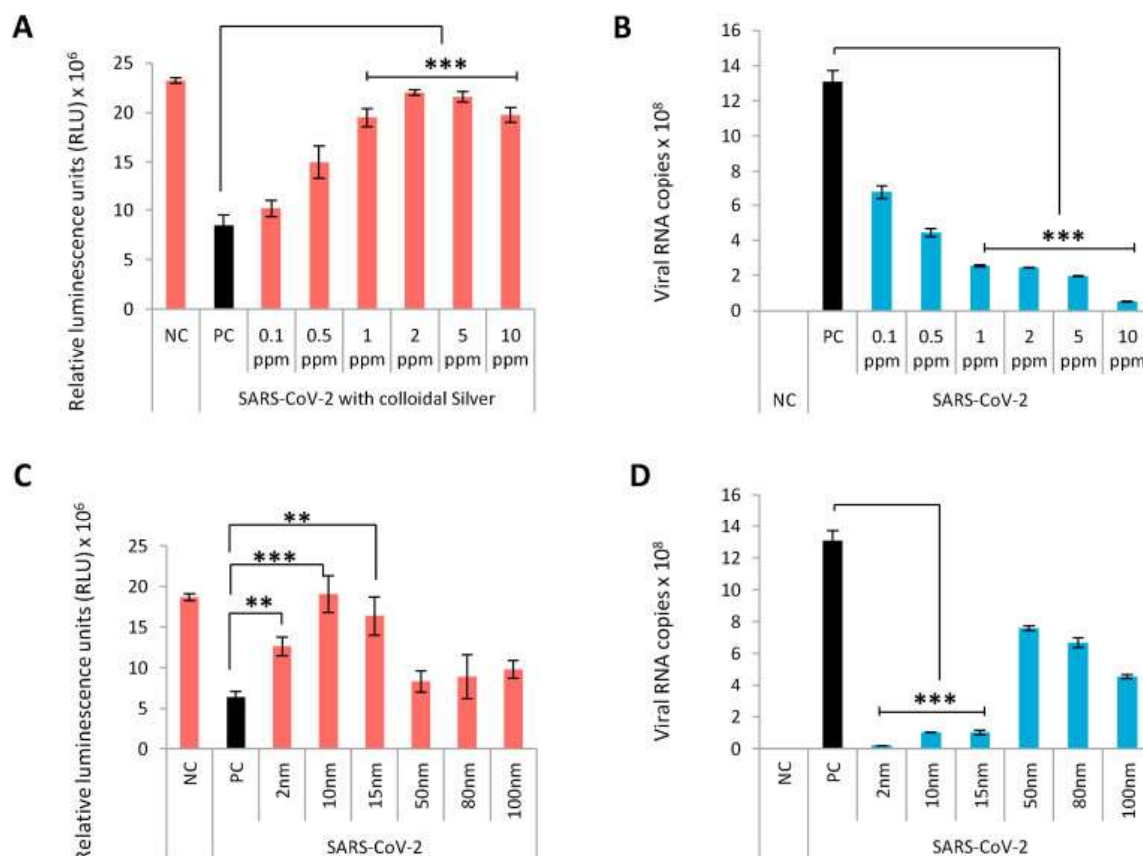 A
Relative luminescence units (RLU) x 10⁶
25
20
15
10
5
0
***
NC
PC
0.1 ppm
0.5 ppm
1 ppm
2 ppm
5 ppm
10 ppm
SARS-CoV-2 with colloidal Silver
B
Viral RNA copies x 10⁸
16
14
12
10
8
6
4
2
0
***
NC
PC
0.1 ppm
0.5 ppm
1 ppm
2 ppm
5 ppm
10 ppm
SARS-CoV-2
C
Relative luminescence units (RLU) x 10⁶
25
20
15
10
5
0
**
***
**
NC
PC
2nm
10nm
15nm
50nm
80nm
100nm
SARS-CoV-2
D
Viral RNA copies x 10⁸
16
14
12
10
8
6
4
2
0
***
NC
PC
2nm
10nm
15nm
50nm
80nm
100nm
SARS-CoV-2